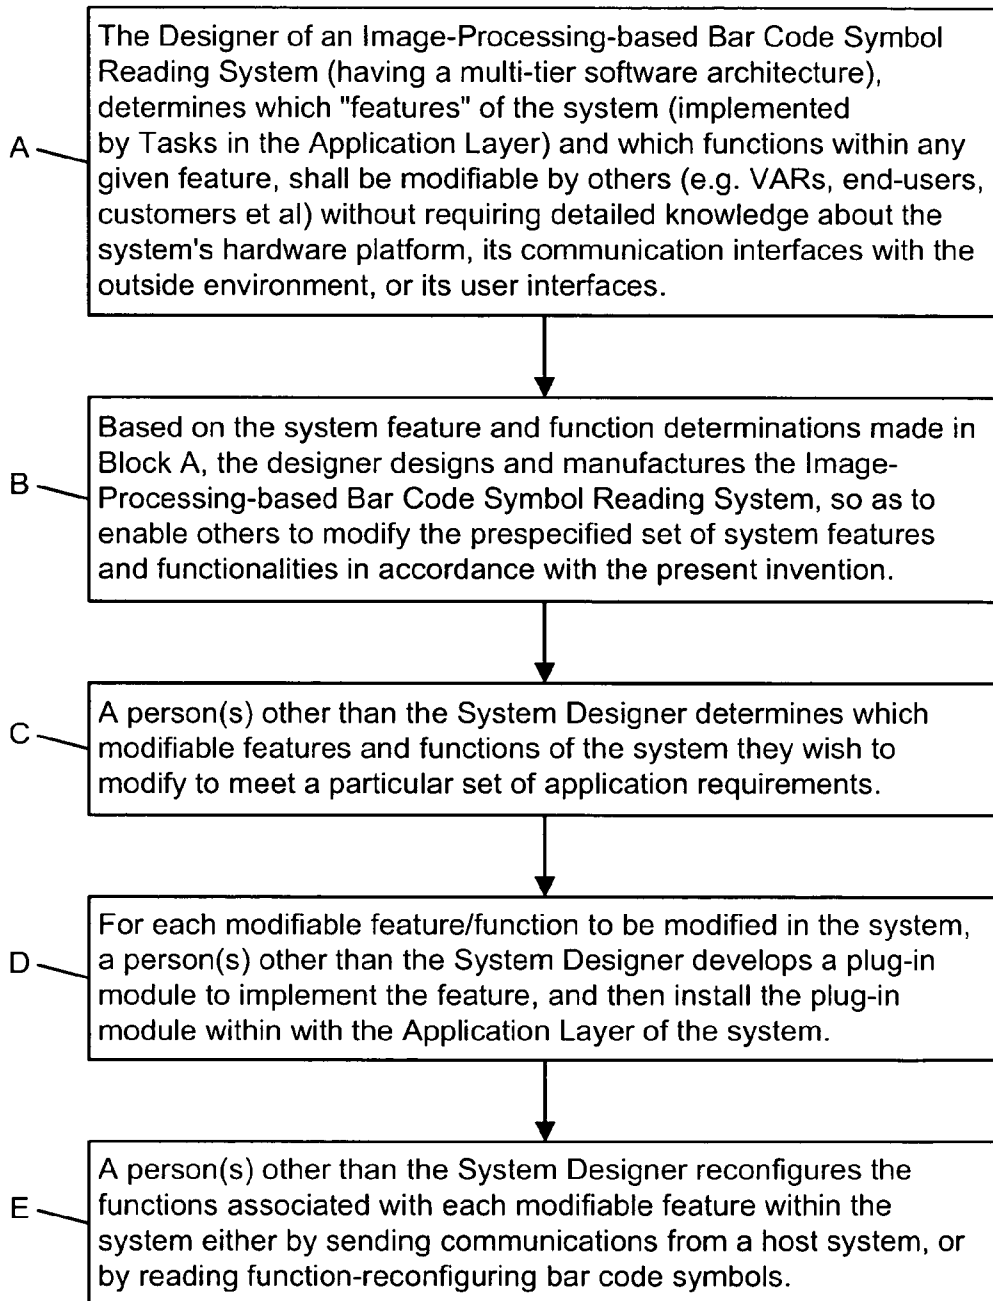 The Designer of an Image-Processing-based Bar Code Symbol
Reading System (having a multi-tier software architecture),
determines which "features" of the system (implemented
by Tasks in the Application Layer) and which functions within any
given feature, shall be modifiable by others (e.g. VARs, end-users,
customers et al) without requiring detailed knowledge about the
system's hardware platform, its communication interfaces with the
outside environment, or its user interfaces.
A
Based on the system feature and function determinations made in
Block A, the designer designs and manufactures the Image-
Processing-based Bar Code Symbol Reading System, so as to
enable others to modify the prespecified set of system features
and functionalities in accordance with the present invention.
B
A person(s) other than the System Designer determines which
modifiable features and functions of the system they wish to
modify to meet a particular set of application requirements.
C
For each modifiable feature/function to be modified in the system,
a person(s) other than the System Designer develops a plug-in
module to implement the feature, and then install the plug-in
module within with the Application Layer of the system.
D
A person(s) other than the System Designer reconfigures the
functions associated with each modifiable feature within the
system either by sending communications from a host system, or
by reading function-reconfiguring bar code symbols.
E